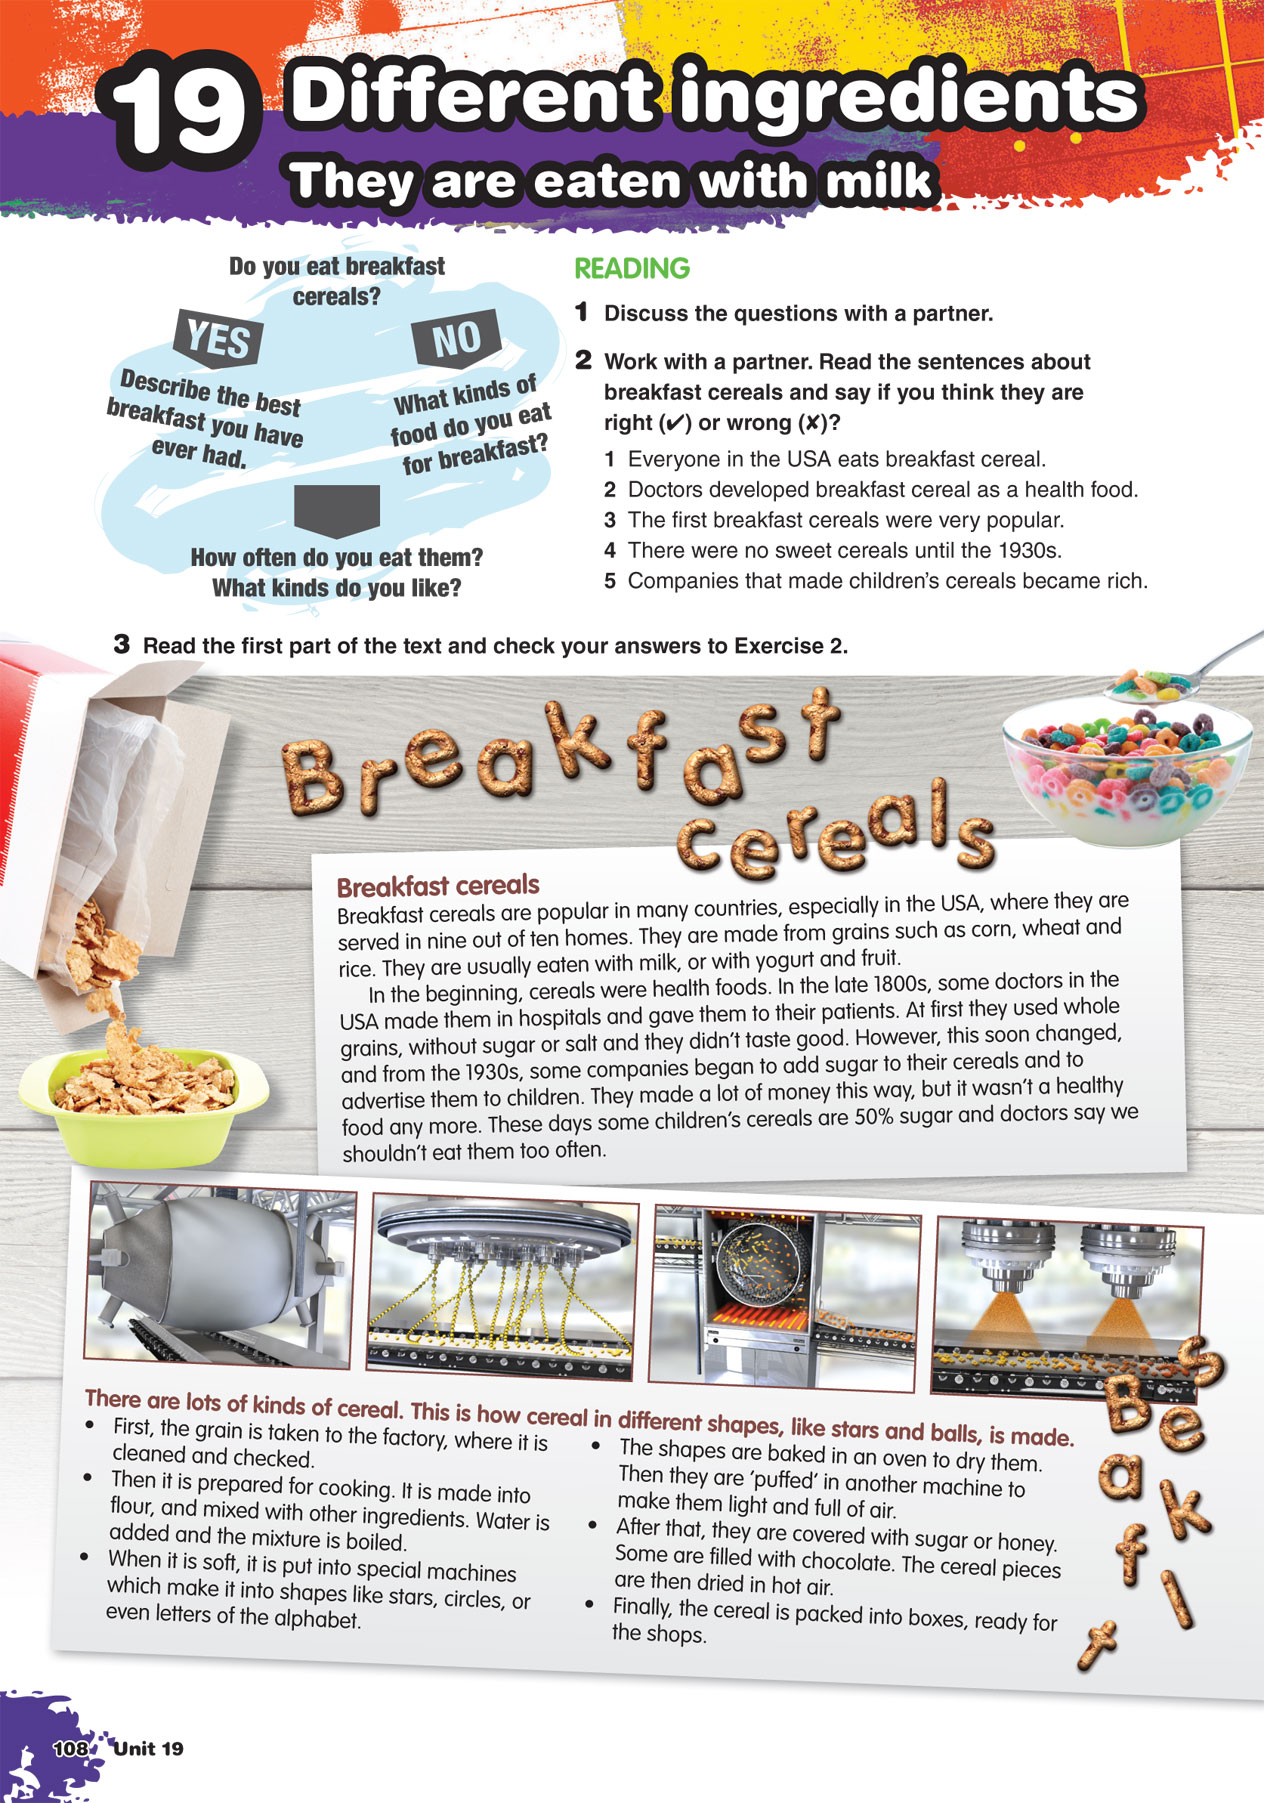 19 Different ingredients
They are eaten with milk
Do you eat breakfast
cereals?
YES
NO
Describe the best
breakfast you have
ever had.
What kinds of
food do you eat
for breakfast?
How often do you eat them?
What kinds do you like?
READING
1 Discuss the questions with a partner.
2 Work with a partner. Read the sentences about
breakfast cereals and say if you think they are
right (✔) or wrong (✘)?
1 Everyone in the USA eats breakfast cereal.
2 Doctors developed breakfast cereal as a health food.
3 The first breakfast cereals were very popular.
4 There were no sweet cereals until the 1930s.
5 Companies that made children's cereals became rich.
3 Read the first part of the text and check your answers to Exercise 2.
Breakfast
cereals
Breakfast cereals
Breakfast cereals are popular in many countries, especially in the USA, where they are
served in nine out of ten homes. They are made from grains such as corn, wheat and
rice. They are usually eaten with milk, or with yogurt and fruit.
In the beginning, cereals were health foods. In the late 1800s, some doctors in the
USA made them in hospitals and gave them to their patients. At first they used whole
grains, without sugar or salt and they didn't taste good. However, this soon changed,
and from the 1930s, some companies began to add sugar to their cereals and to
advertise them to children. They made a lot of money this way, but it wasn't a healthy
food any more. These days some children's cereals are 50% sugar and doctors say we
shouldn't eat them too often.
There are lots of kinds of cereal. This is how cereal in different shapes, like stars and balls, is made.
• First, the grain is taken to the factory, where it is
cleaned and checked.
• Then it is prepared for cooking. It is made into
flour, and mixed with other ingredients. Water is
added and the mixture is boiled.
• When it is soft, it is put into special machines
which make it into shapes like stars, circles, or
even letters of the alphabet.
• The shapes are baked in an oven to dry them.
Then they are 'puffed' in another machine to
make them light and full of air.
• After that, they are covered with sugar or honey.
Some are filled with chocolate. The cereal pieces
are then dried in hot air.
• Finally, the cereal is packed into boxes, ready for
the shops.
s
B e
a k
f l
t
108 Unit 19